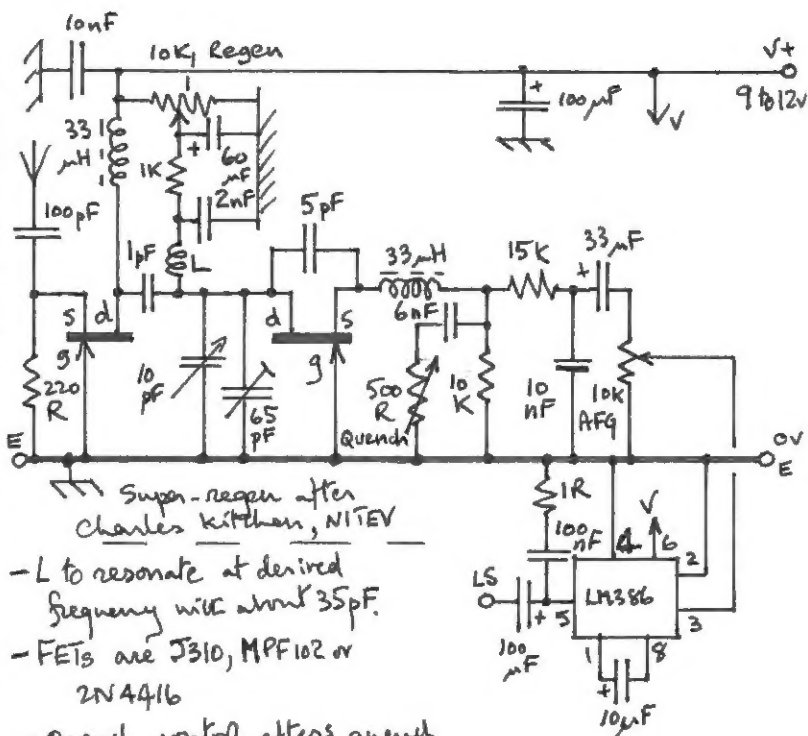 10nF
10K, Regen
V+
9 to 12v
+
100µF
V
33
µH
1K
+
60
µF
2nF
100pF
1pF
L
5pF
33µH
15K
33µF
+
6nF
s
d
g
d
s
g
220
R
10
pF
65
pF
500
R
Quench
10
K
10
nF
10K
AFG
E
0V
E
Super-regen after
Charles Kitchen, N1TEV
- L to resonate at desired
frequency with about 35pF.
- FETs are J310, MPF102 or
2N4416
1R
100
nF
V
4
6
2
LS
5
LM386
3
+
100
µF
1
8
+
10µF